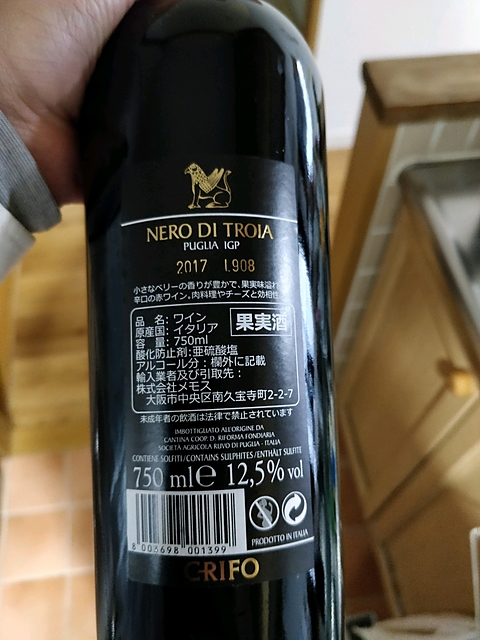 NERO DI TROIA
PUGLIA IGP
2017 L908
小さなベリーの香りが豊かで、果実味溢れ
辛口の赤ワイン。肉料理やチーズと効相性
品 名：ワイン
原産国：イタリア
果実酒
容 量：750ml
酸化防止剤：亜硫酸塩
アルコール分：欄外に記載
輸入業者及び引取先：
株式会社メモス
大阪市中央区南久宝寺町2-2-7
未成年者の飲酒は法律で禁止されています
IMBOTTIGLIATO ALL'ORIGINE DA
CANTINA COOP. D. RIFORMA FONDIARIA
SOCIETÀ AGRICOLA RUVO DI PUGLIA - ITALIA
CONTIENE SOLFITI/CONTAINS SULPHITES/ENTHÄLT SULFITE
750 ml℮ 12,5% vol
8 003698 001399
PRODOTTO IN ITALIA
GRIFO